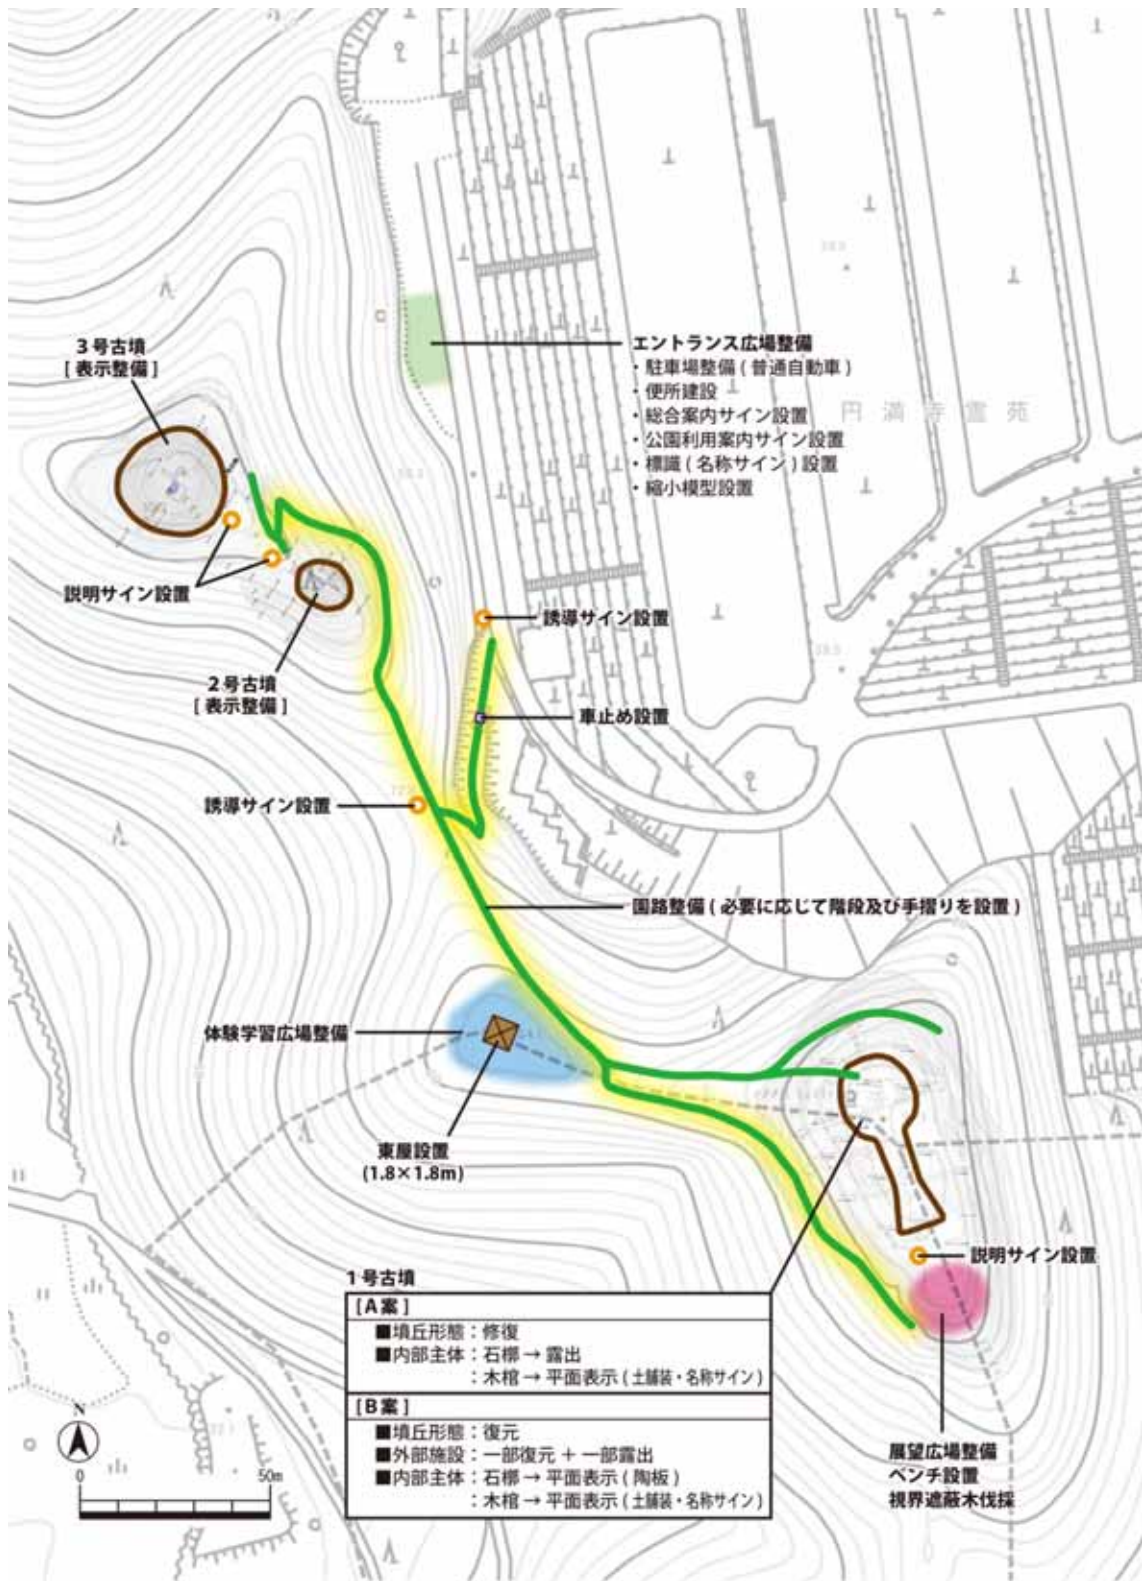 エントランス広場整備
・駐車場整備 ( 普通自動車 )
・便所建設
・総合案内サイン設置
・公園利用案内サイン設置
・標識 ( 名称サイン ) 設置
・縮小模型設置
円満寺霊苑
3号古墳
[ 表示整備 ]
説明サイン設置
2号古墳
[ 表示整備 ]
誘導サイン設置
車止め設置
誘導サイン設置
園路整備 ( 必要に応じて階段及び手摺りを設置 )
体験学習広場整備
東屋設置
(1.8×1.8m)
説明サイン設置
1号古墳
[ A 案 ]
■墳丘形態：修復
■内部主体：石槨 → 露出
：木棺 → 平面表示 ( 土舗装・名称サイン )
[ B 案 ]
■墳丘形態：復元
■外部施設：一部復元 + 一部露出
■内部主体：石槨 → 平面表示 ( 陶板 )
：木棺 → 平面表示 ( 土舗装・名称サイン )
展望広場整備
ベンチ設置
視界遮蔽木伐採
N
0 50m